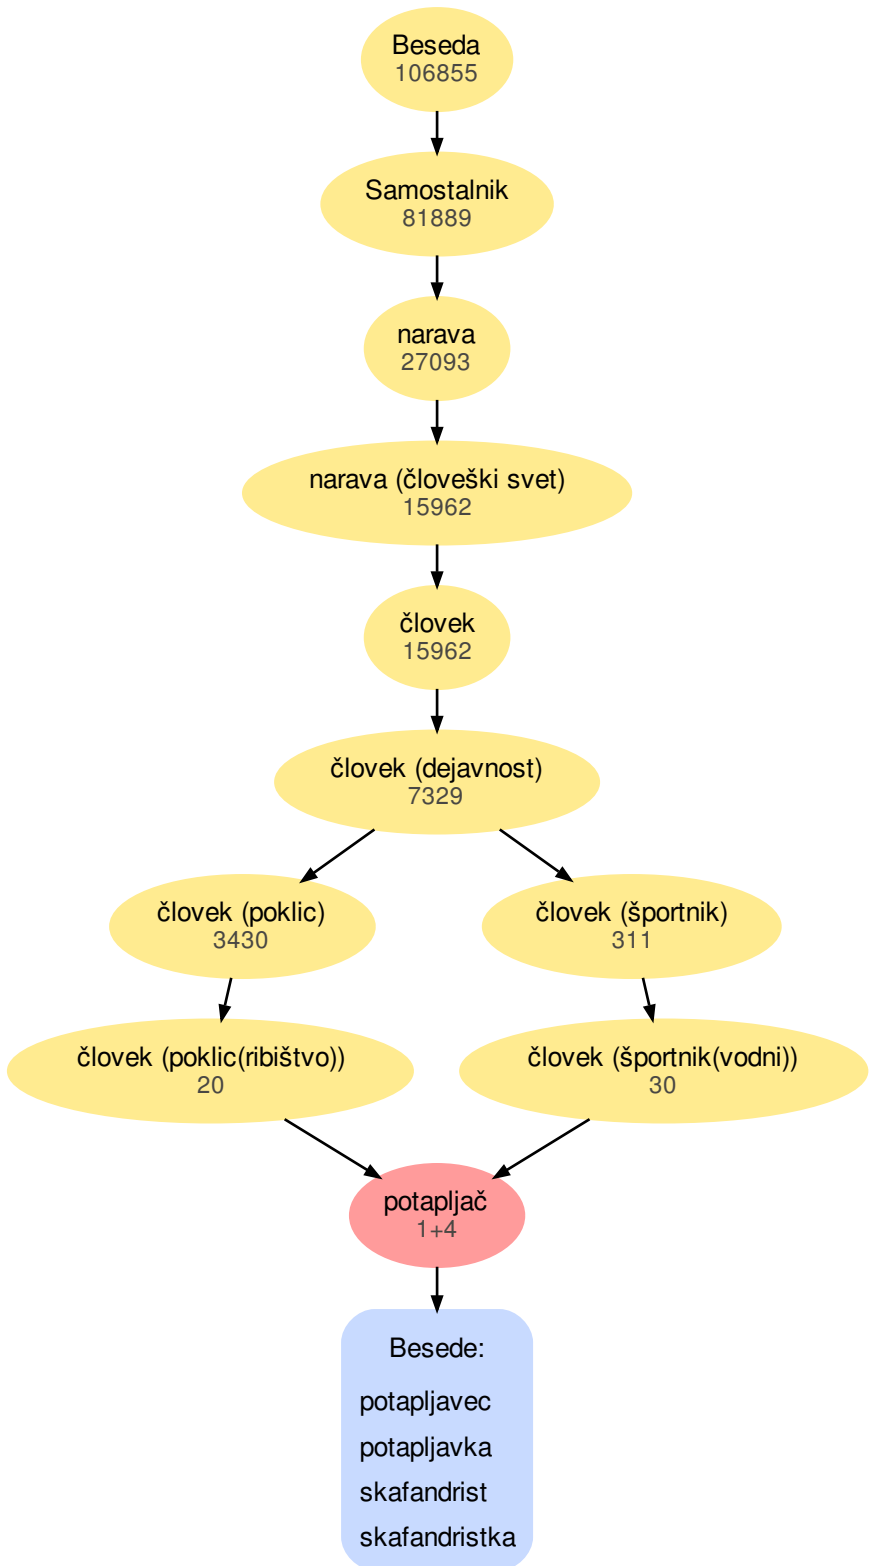 Beseda
106855
Samostalnik
81889
narava
27093
narava (človeški svet)
15962
človek
15962
človek (dejavnost)
7329
človek (poklic)
3430
človek (športnik)
311
človek (poklic(ribištvo))
20
človek (športnik(vodni))
30
potapljač
1+4
Besede:
potapljavec
potapljavka
skafandrist
skafandristka